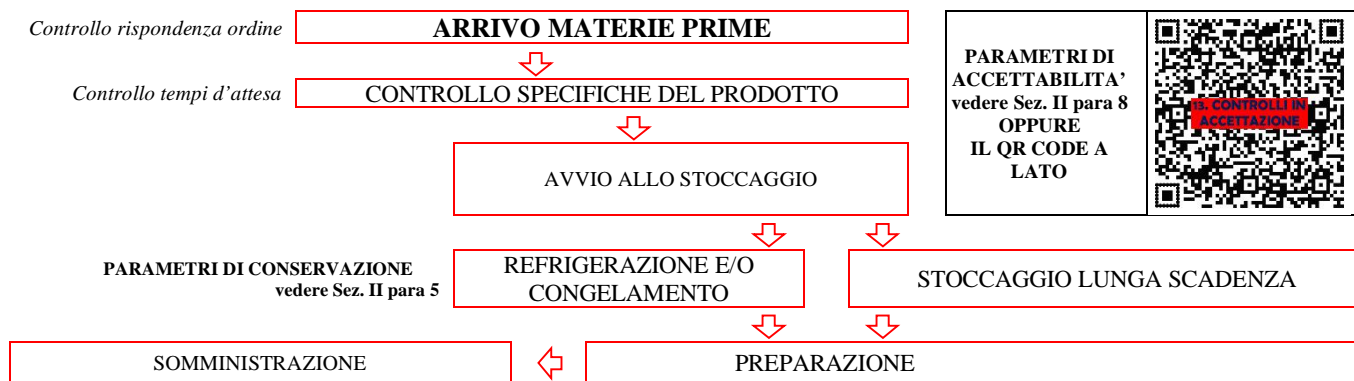 Controllo rispondenza ordine
ARRIVO MATERIE PRIME
Controllo tempi d'attesa
CONTROLLO SPECIFICHE DEL PRODOTTO
AVVIO ALLO STOCCAGGIO
PARAMETRI DI
ACCETTABILITA'
vedere Sez. II para 8
OPPURE
IL QR CODE A
LATO
13. CONTROLLI IN
ACCETTAZIONE
PARAMETRI DI CONSERVAZIONE
vedere Sez. II para 5
REFRIGERAZIONE E/O
CONGELAMENTO
STOCCAGGIO LUNGA SCADENZA
SOMMINISTRAZIONE
PREPARAZIONE